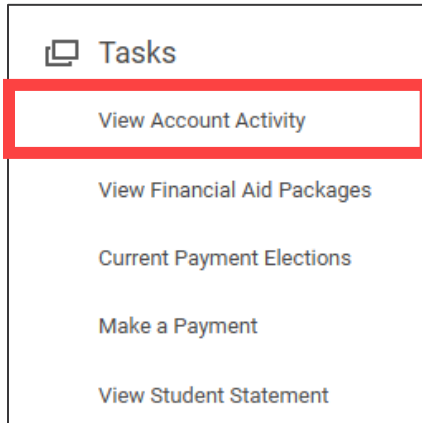 Tasks
View Account Activity
View Financial Aid Packages
Current Payment Elections
Make a Payment
View Student Statement